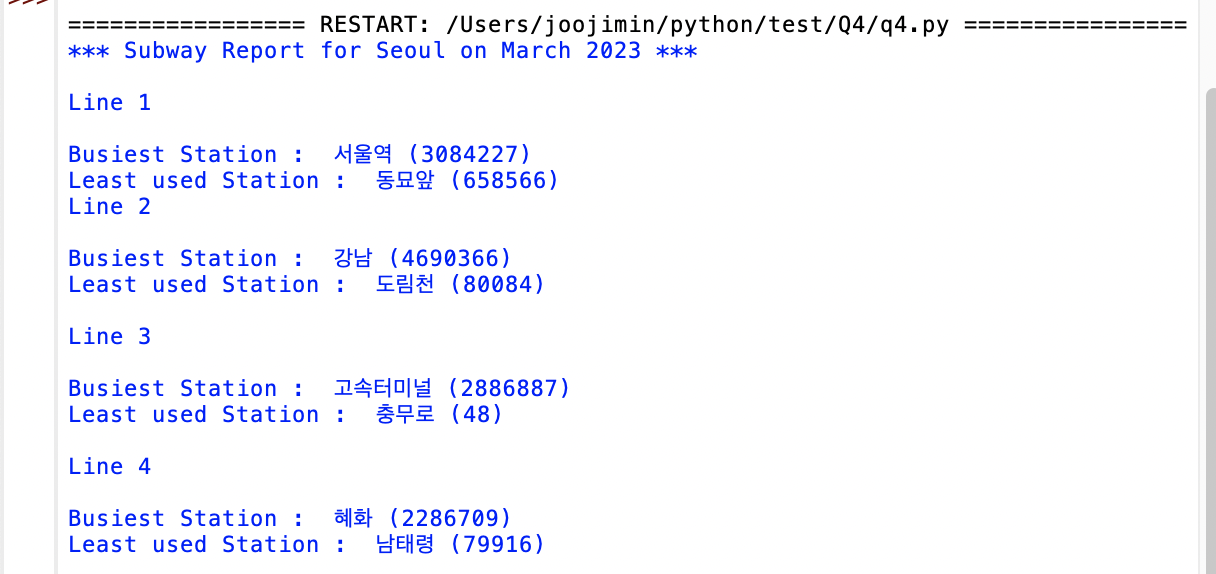 >>>
================= RESTART: /Users/joojimin/python/test/Q4/q4.py ================
*** Subway Report for Seoul on March 2023 ***
Line 1
Busiest Station :  서울역 (3084227)
Least used Station :  동묘앞 (658566)
Line 2
Busiest Station :  강남 (4690366)
Least used Station :  도림천 (80084)
Line 3
Busiest Station :  고속터미널 (2886887)
Least used Station :  충무로 (48)
Line 4
Busiest Station :  혜화 (2286709)
Least used Station :  남태령 (79916)